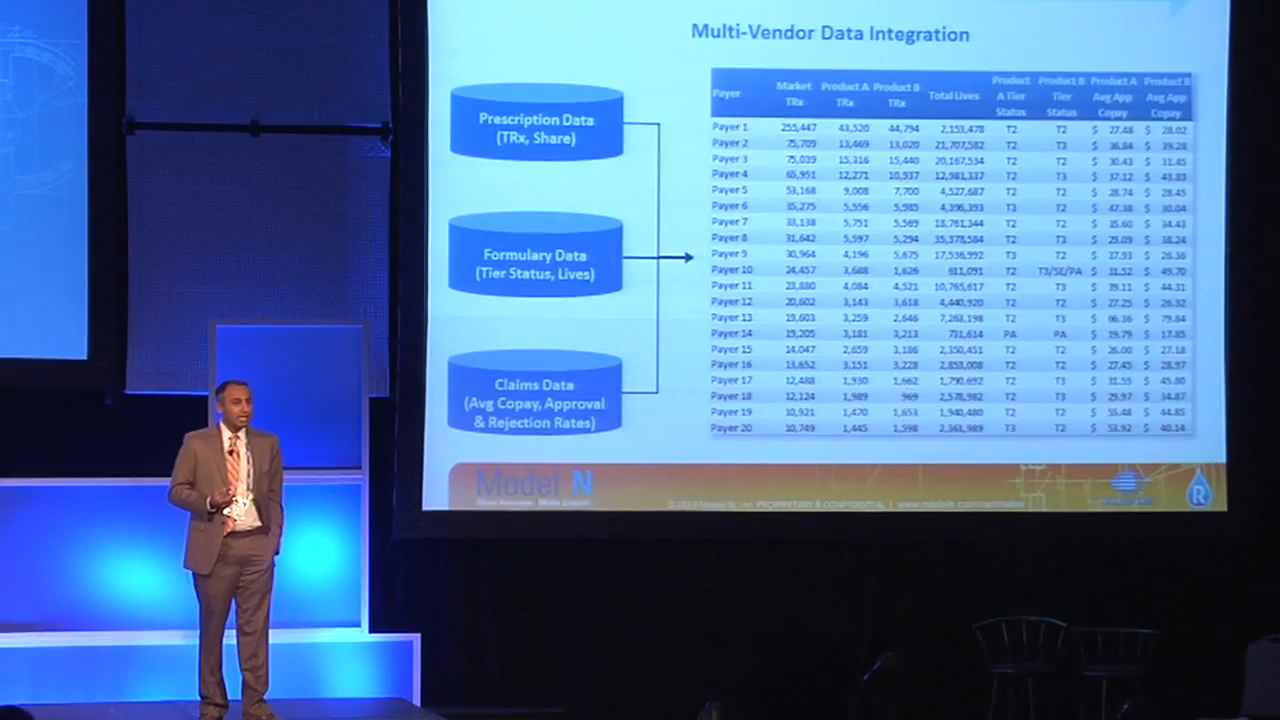 Multi-Vendor Data Integration
Prescription Data
(TRx, Share)
Formulary Data
(Tier Status, Lives)
Claims Data
(Avg Copay, Approval
& Rejection Rates)
Payer Market TRx Product A TRx Product B TRx Total Lives Product A Tier Status Product B Tier Status Product A Avg App Copay Product B Avg App Copay
Payer 1 255,447 43,520 44,794 2,153,478 T2 T2 $ 27.48 $ 28.02
Payer 2 75,709 13,469 13,020 21,707,582 T2 T3 $ 36.84 $ 39.28
Payer 3 75,039 15,316 15,440 20,167,534 T2 T2 $ 30.43 $ 31.45
Payer 4 65,951 12,271 10,937 12,981,337 T2 T3 $ 37.12 $ 43.83
Payer 5 53,168 9,008 7,700 4,527,687 T2 T2 $ 28.74 $ 28.45
Payer 6 35,275 5,556 5,985 4,396,393 T3 T2 $ 47.38 $ 30.04
Payer 7 33,138 5,751 5,569 18,761,344 T2 T2 $ 35.60 $ 34.43
Payer 8 31,642 5,597 5,294 35,378,584 T2 T3 $ 29.09 $ 38.24
Payer 9 30,964 4,196 5,675 17,536,992 T3 T2 $ 37.93 $ 26.36
Payer 10 24,457 3,688 1,626 611,091 T2 T3/SE/PA $ 31.52 $ 49.70
Payer 11 23,880 4,084 4,521 10,765,617 T2 T3 $ 39.11 $ 44.31
Payer 12 20,602 3,143 3,618 4,440,920 T2 T2 $ 27.25 $ 26.32
Payer 13 19,603 3,259 2,646 7,263,198 T2 T3 $ 66.36 $ 79.84
Payer 14 19,205 3,181 3,213 731,614 PA PA $ 19.79 $ 17.85
Payer 15 14,047 2,659 3,186 2,350,451 T2 T2 $ 26.00 $ 27.18
Payer 16 13,652 3,151 3,228 2,853,008 T2 T2 $ 27.45 $ 28.97
Payer 17 12,488 1,930 1,662 1,790,692 T2 T3 $ 31.55 $ 45.80
Payer 18 12,124 1,989 969 2,578,982 T2 T3 $ 29.97 $ 34.87
Payer 19 10,921 1,470 1,653 1,940,480 T2 T2 $ 55.48 $ 44.85
Payer 20 10,749 1,445 1,598 2,361,989 T3 T2 $ 53.92 $ 40.14
Model N
PROPRIETARY & CONFIDENTIAL
R